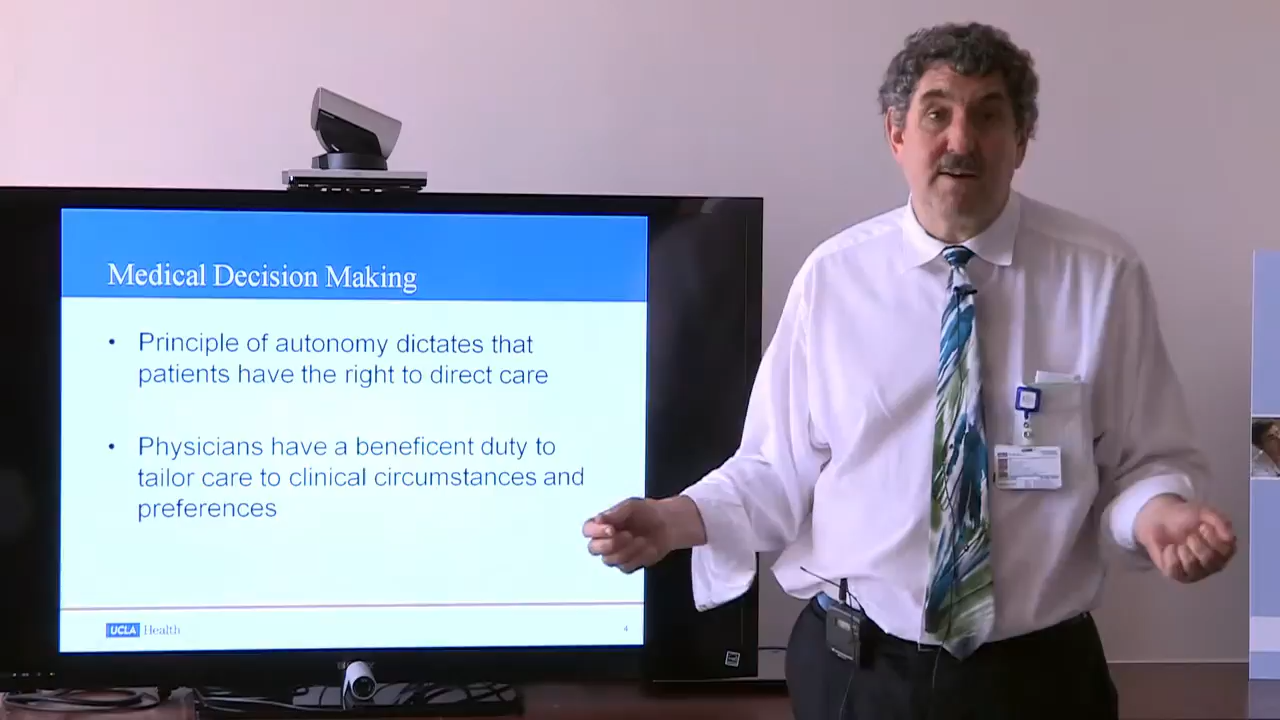 Medical Decision Making
• Principle of autonomy dictates that
patients have the right to direct care
• Physicians have a beneficent duty to
tailor care to clinical circumstances and
preferences
UCLA Health
4